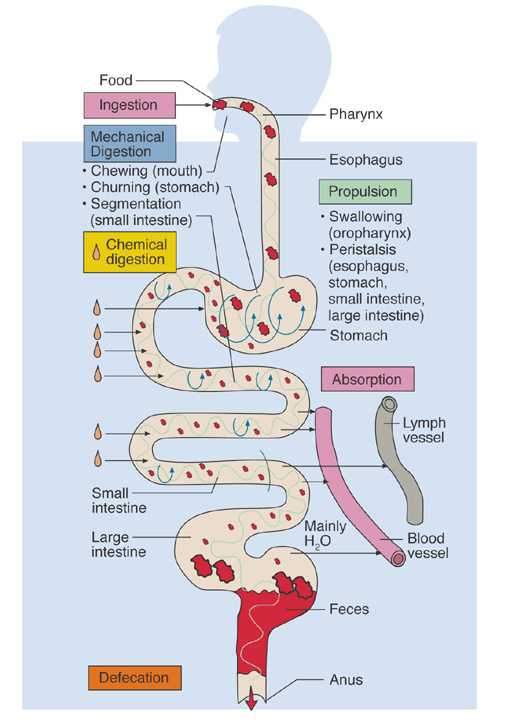 Food
Ingestion
Mechanical
Digestion
• Chewing (mouth)
• Churning (stomach)
• Segmentation
(small intestine)
Chemical
digestion
Pharynx
Esophagus
Propulsion
• Swallowing
(oropharynx)
• Peristalsis
(esophagus,
stomach,
small intestine,
large intestine)
Stomach
Absorption
Lymph
vessel
Small
intestine
Large
intestine
Mainly
H₂O
Blood
vessel
Feces
Defecation
Anus